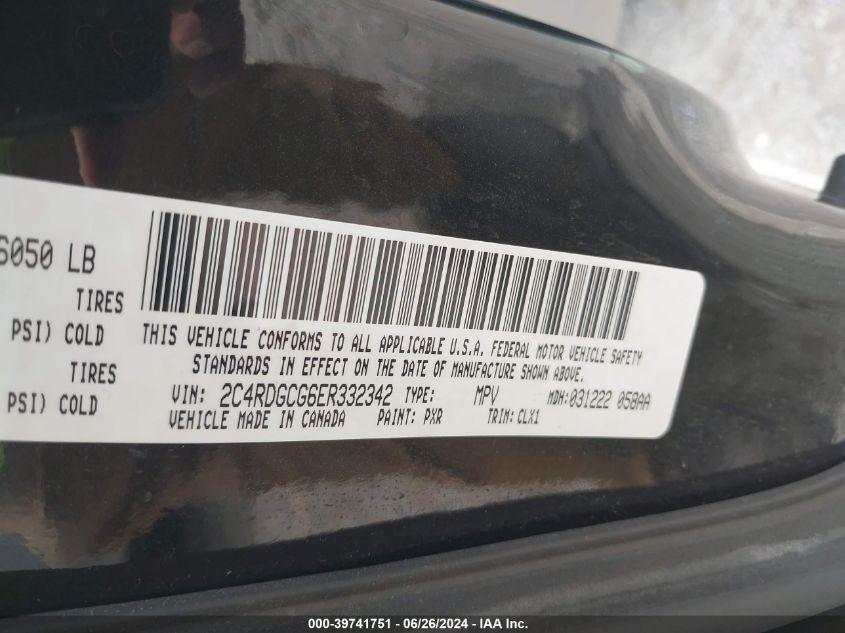 6050 LB
TIRES
PSI) COLD
TIRES
PSI) COLD
THIS VEHICLE CONFORMS TO ALL APPLICABLE U.S.A. FEDERAL MOTOR VEHICLE SAFETY
STANDARDS IN EFFECT ON THE DATE OF MANUFACTURE SHOWN ABOVE.
VIN: 2C4RDGCG6ER332342 TYPE: MPV MDH:031222 058AA
VEHICLE MADE IN CANADA PAINT: PXR TRIM: CLX1
000-39741751 - 06/26/2024 - IAA Inc.